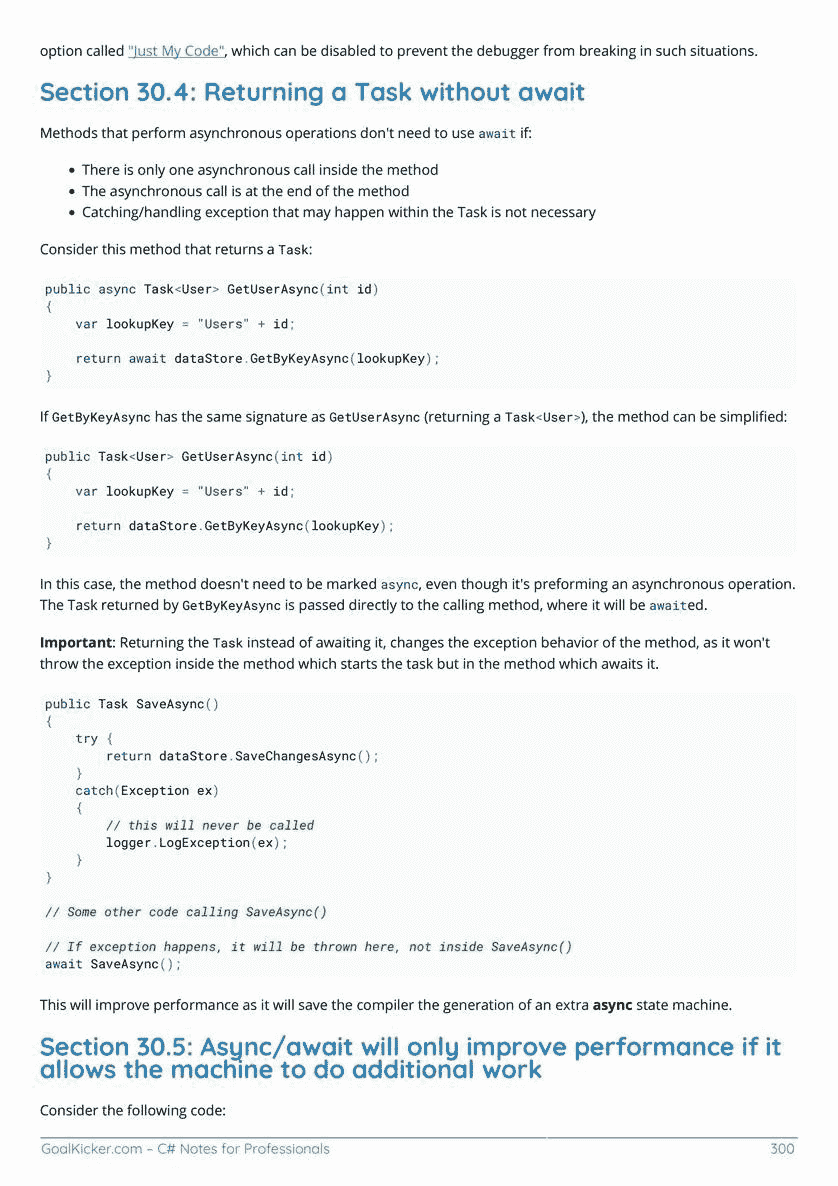 option called "Just My Code", which can be disabled to prevent the debugger from breaking in such situations.
Section 30.4: Returning a Task without await
Methods that perform asynchronous operations don't need to use await if:
• There is only one asynchronous call inside the method
• The asynchronous call is at the end of the method
• Catching/handling exception that may happen within the Task is not necessary
Consider this method that returns a Task:
public async Task<User> GetUserAsync(int id)
{
    var lookupKey = "Users" + id;
    return await dataStore.GetByKeyAsync(lookupKey);
}
If GetByKeyAsync has the same signature as GetUserAsync (returning a Task<User>), the method can be simplified:
public Task<User> GetUserAsync(int id)
{
    var lookupKey = "Users" + id;
    return dataStore.GetByKeyAsync(lookupKey);
}
In this case, the method doesn't need to be marked async, even though it's preforming an asynchronous operation.
The Task returned by GetByKeyAsync is passed directly to the calling method, where it will be awaited.
Important: Returning the Task instead of awaiting it, changes the exception behavior of the method, as it won't
throw the exception inside the method which starts the task but in the method which awaits it.
public Task SaveAsync()
{
    try {
        return dataStore.SaveChangesAsync();
    }
    catch(Exception ex)
    {
        // this will never be called
        logger.LogException(ex);
    }
}
// Some other code calling SaveAsync()
// If exception happens, it will be thrown here, not inside SaveAsync()
await SaveAsync();
This will improve performance as it will save the compiler the generation of an extra async state machine.
Section 30.5: Async/await will only improve performance if it
allows the machine to do additional work
Consider the following code:
GoalKicker.com – C# Notes for Professionals 300